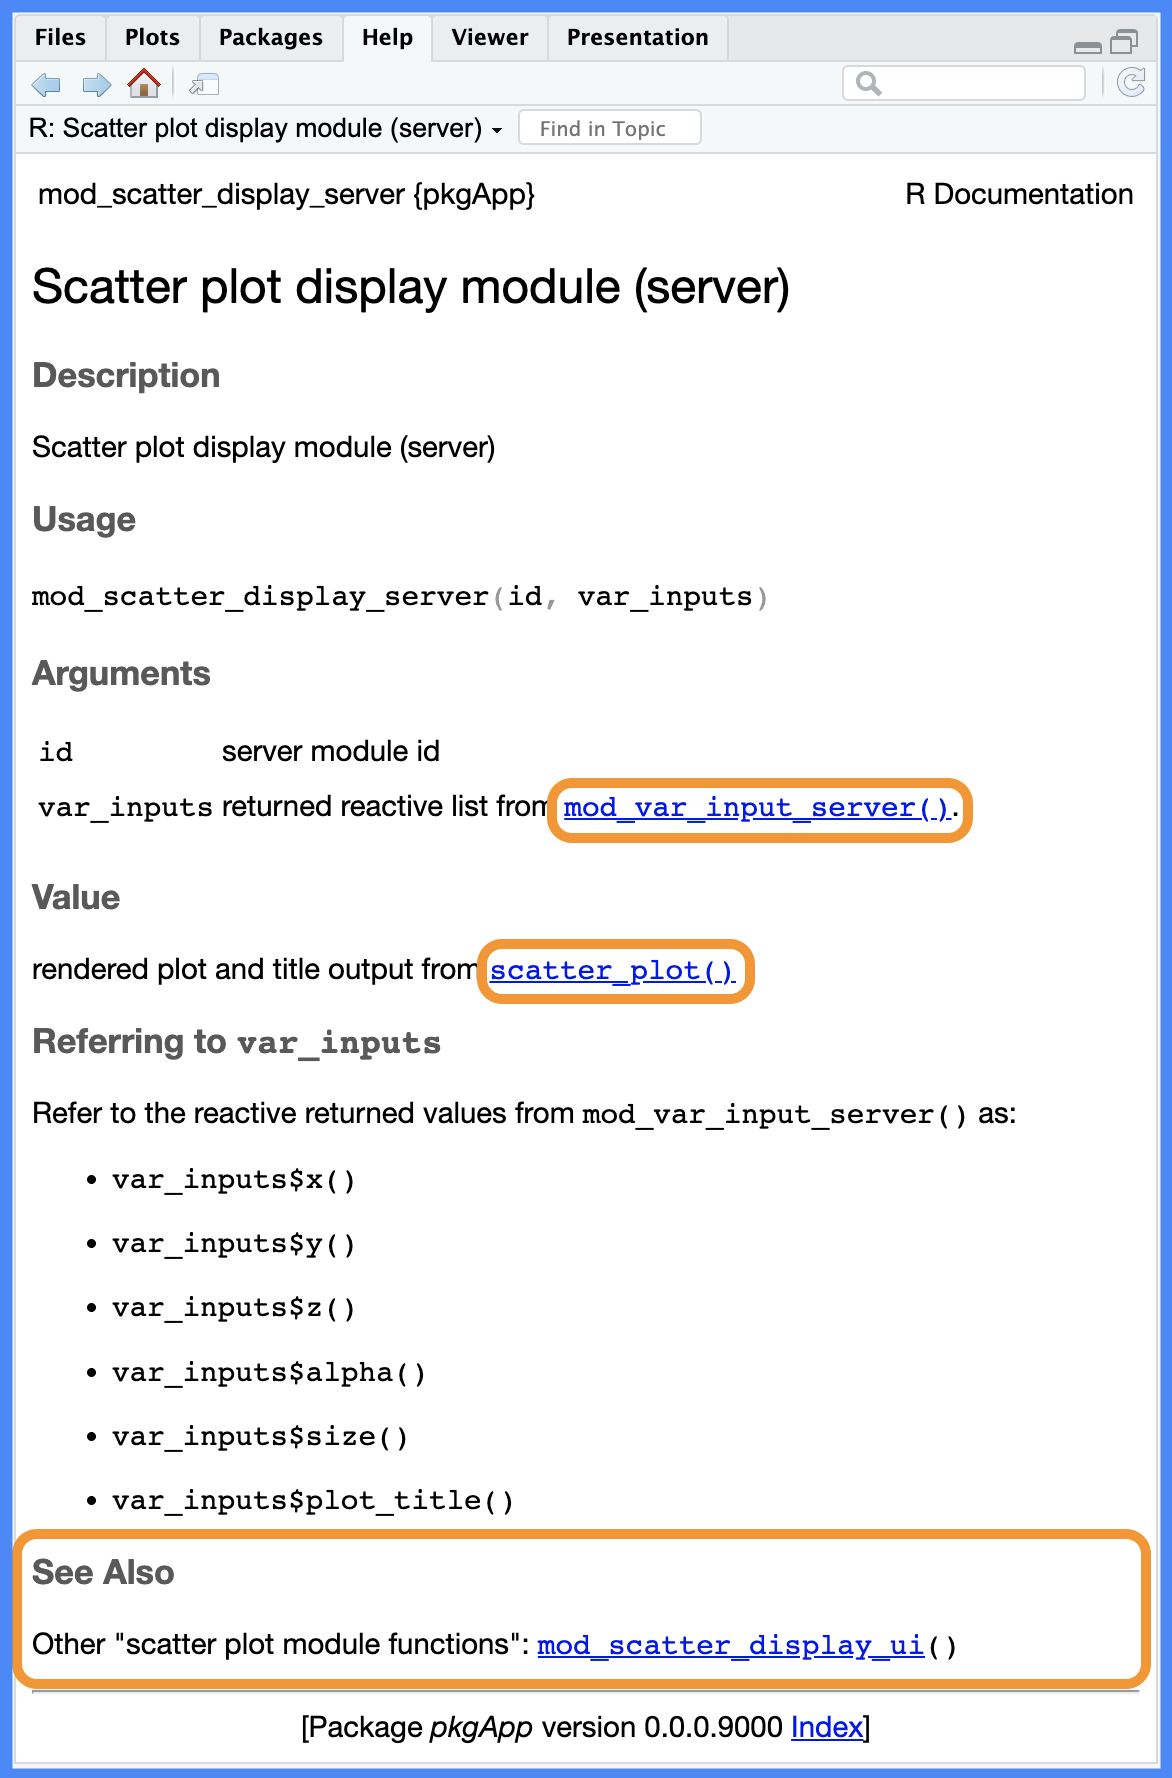 Files Plots Packages Help Viewer Presentation
R: Scatter plot display module (server) Find in Topic
mod_scatter_display_server {pkgApp} R Documentation
Scatter plot display module (server)
Description
Scatter plot display module (server)
Usage
mod_scatter_display_server(id, var_inputs)
Arguments
id server module id
var_inputs returned reactive list from mod_var_input_server().
Value
rendered plot and title output from scatter_plot()
Referring to var_inputs
Refer to the reactive returned values from mod_var_input_server() as:
• var_inputs$x()
• var_inputs$y()
• var_inputs$z()
• var_inputs$alpha()
• var_inputs$size()
• var_inputs$plot_title()
See Also
Other "scatter plot module functions": mod_scatter_display_ui()
[Package pkgApp version 0.0.0.9000 Index]